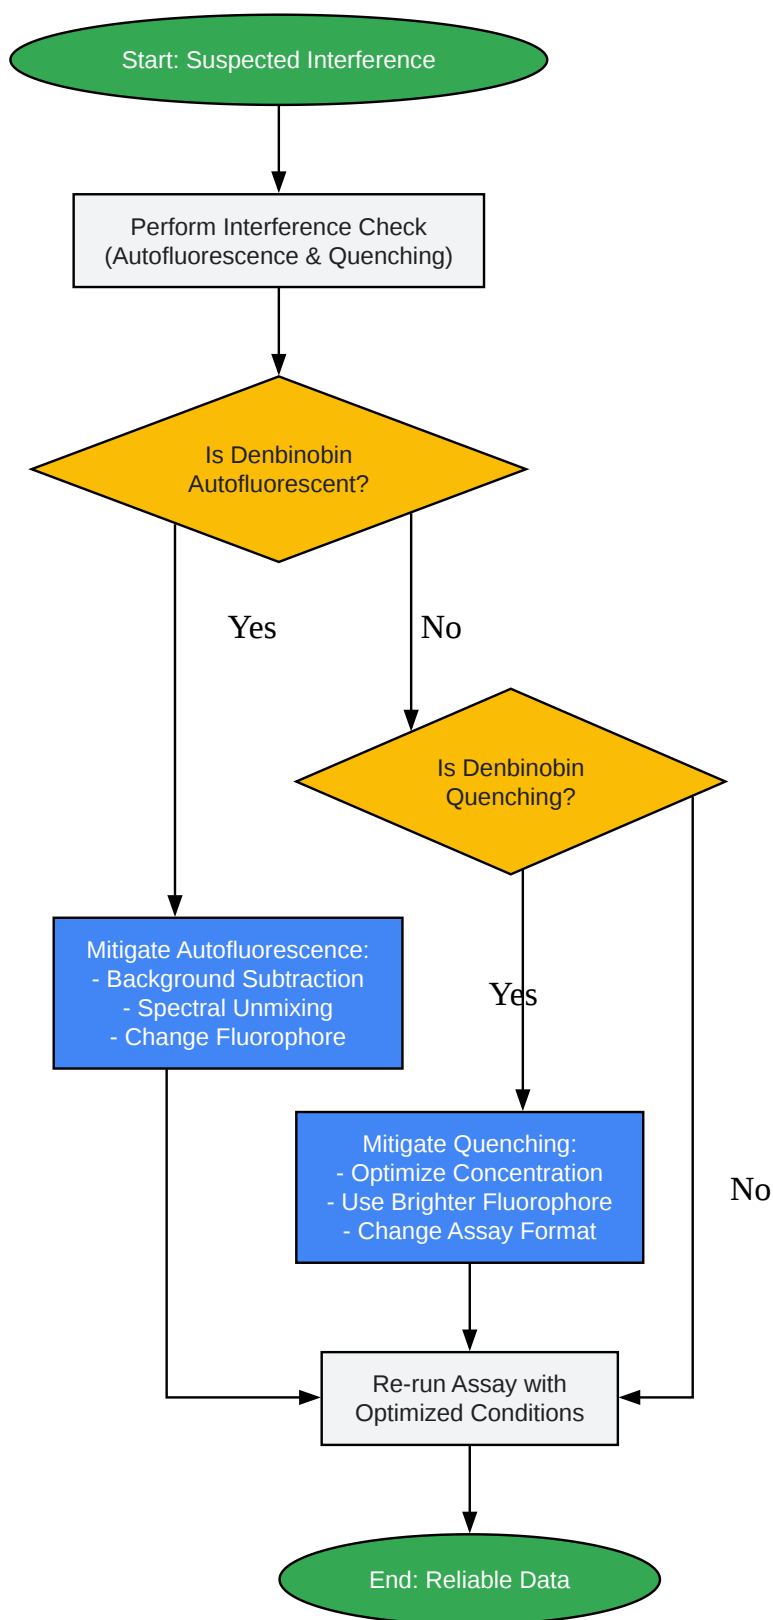 Start: Suspected Interference
Perform Interference Check
(Autofluorescence & Quenching)
Is Denbinobin
Autofluorescent?
Yes
No
Is Denbinobin
Quenching?
Mitigate Autofluorescence:
- Background Subtraction
- Spectral Unmixing
- Change Fluorophore
Yes
Mitigate Quenching:
- Optimize Concentration
- Use Brighter Fluorophore
- Change Assay Format
No
Re-run Assay with
Optimized Conditions
End: Reliable Data